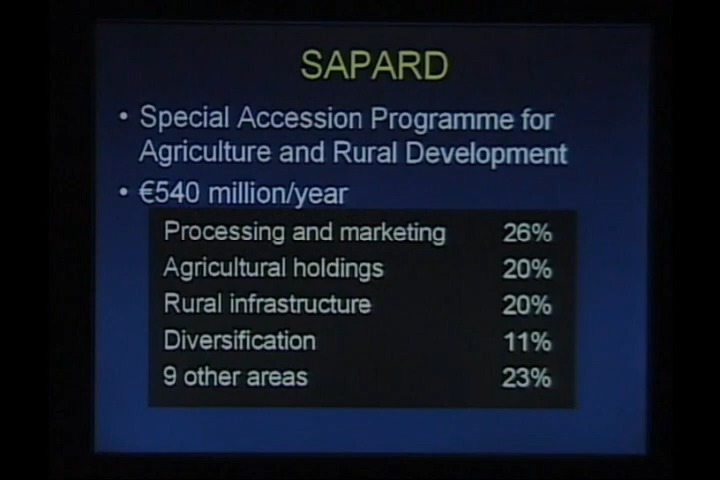 SAPARD
• Special Accession Programme for
Agriculture and Rural Development
• €540 million/year
Processing and marketing 26%
Agricultural holdings 20%
Rural infrastructure 20%
Diversification 11%
9 other areas 23%